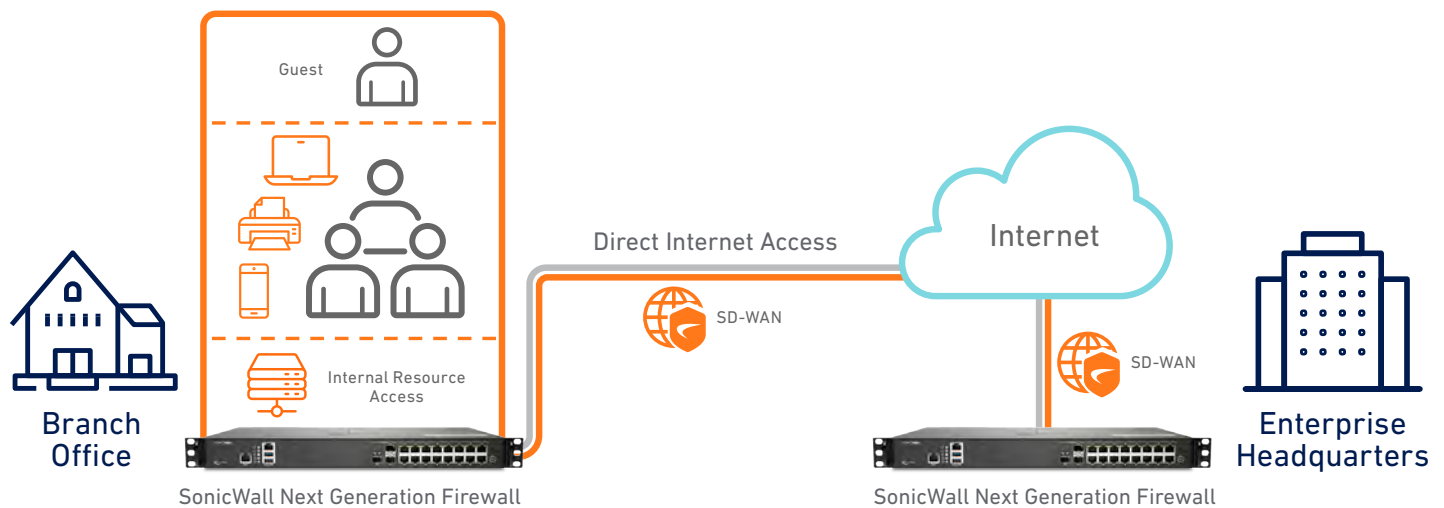 Guest
Direct Internet Access
Internet
SD-WAN
SD-WAN
Internal Resource
Access
Branch
Office
Enterprise
Headquarters
SonicWall Next Generation Firewall
SonicWall Next Generation Firewall